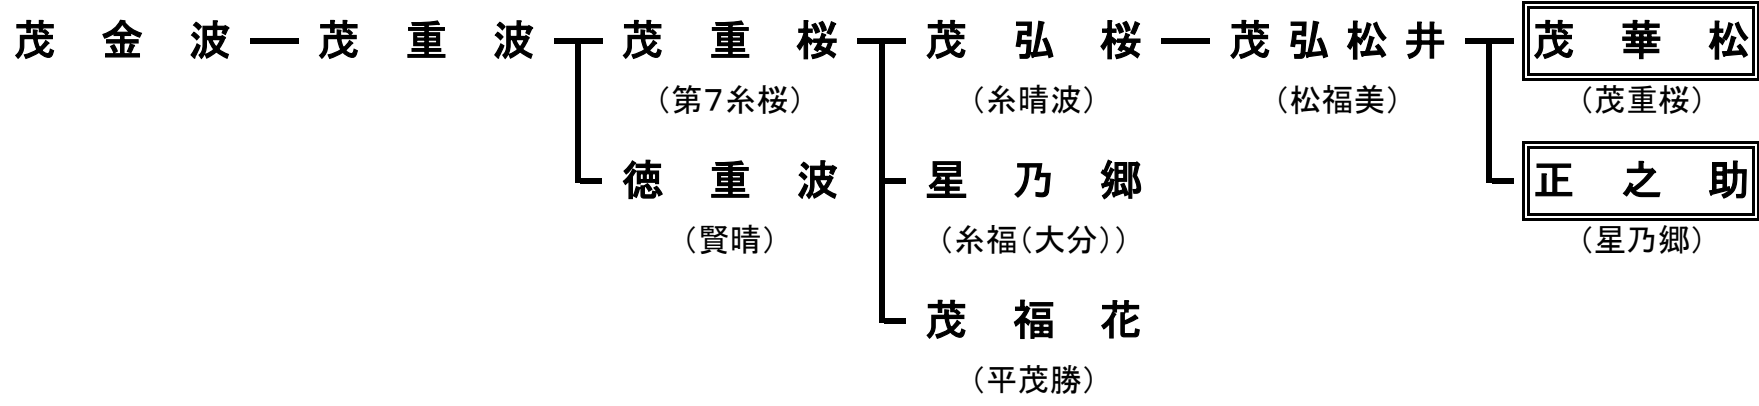 茂金波 茂重波 茂重桜 茂弘桜 茂弘松井 茂華松
（第7糸桜） （糸晴波） （松福美） （茂重桜）
徳重波 星乃郷 正之助
（賢晴） （糸福（大分）） （星乃郷）
茂福花
（平茂勝）